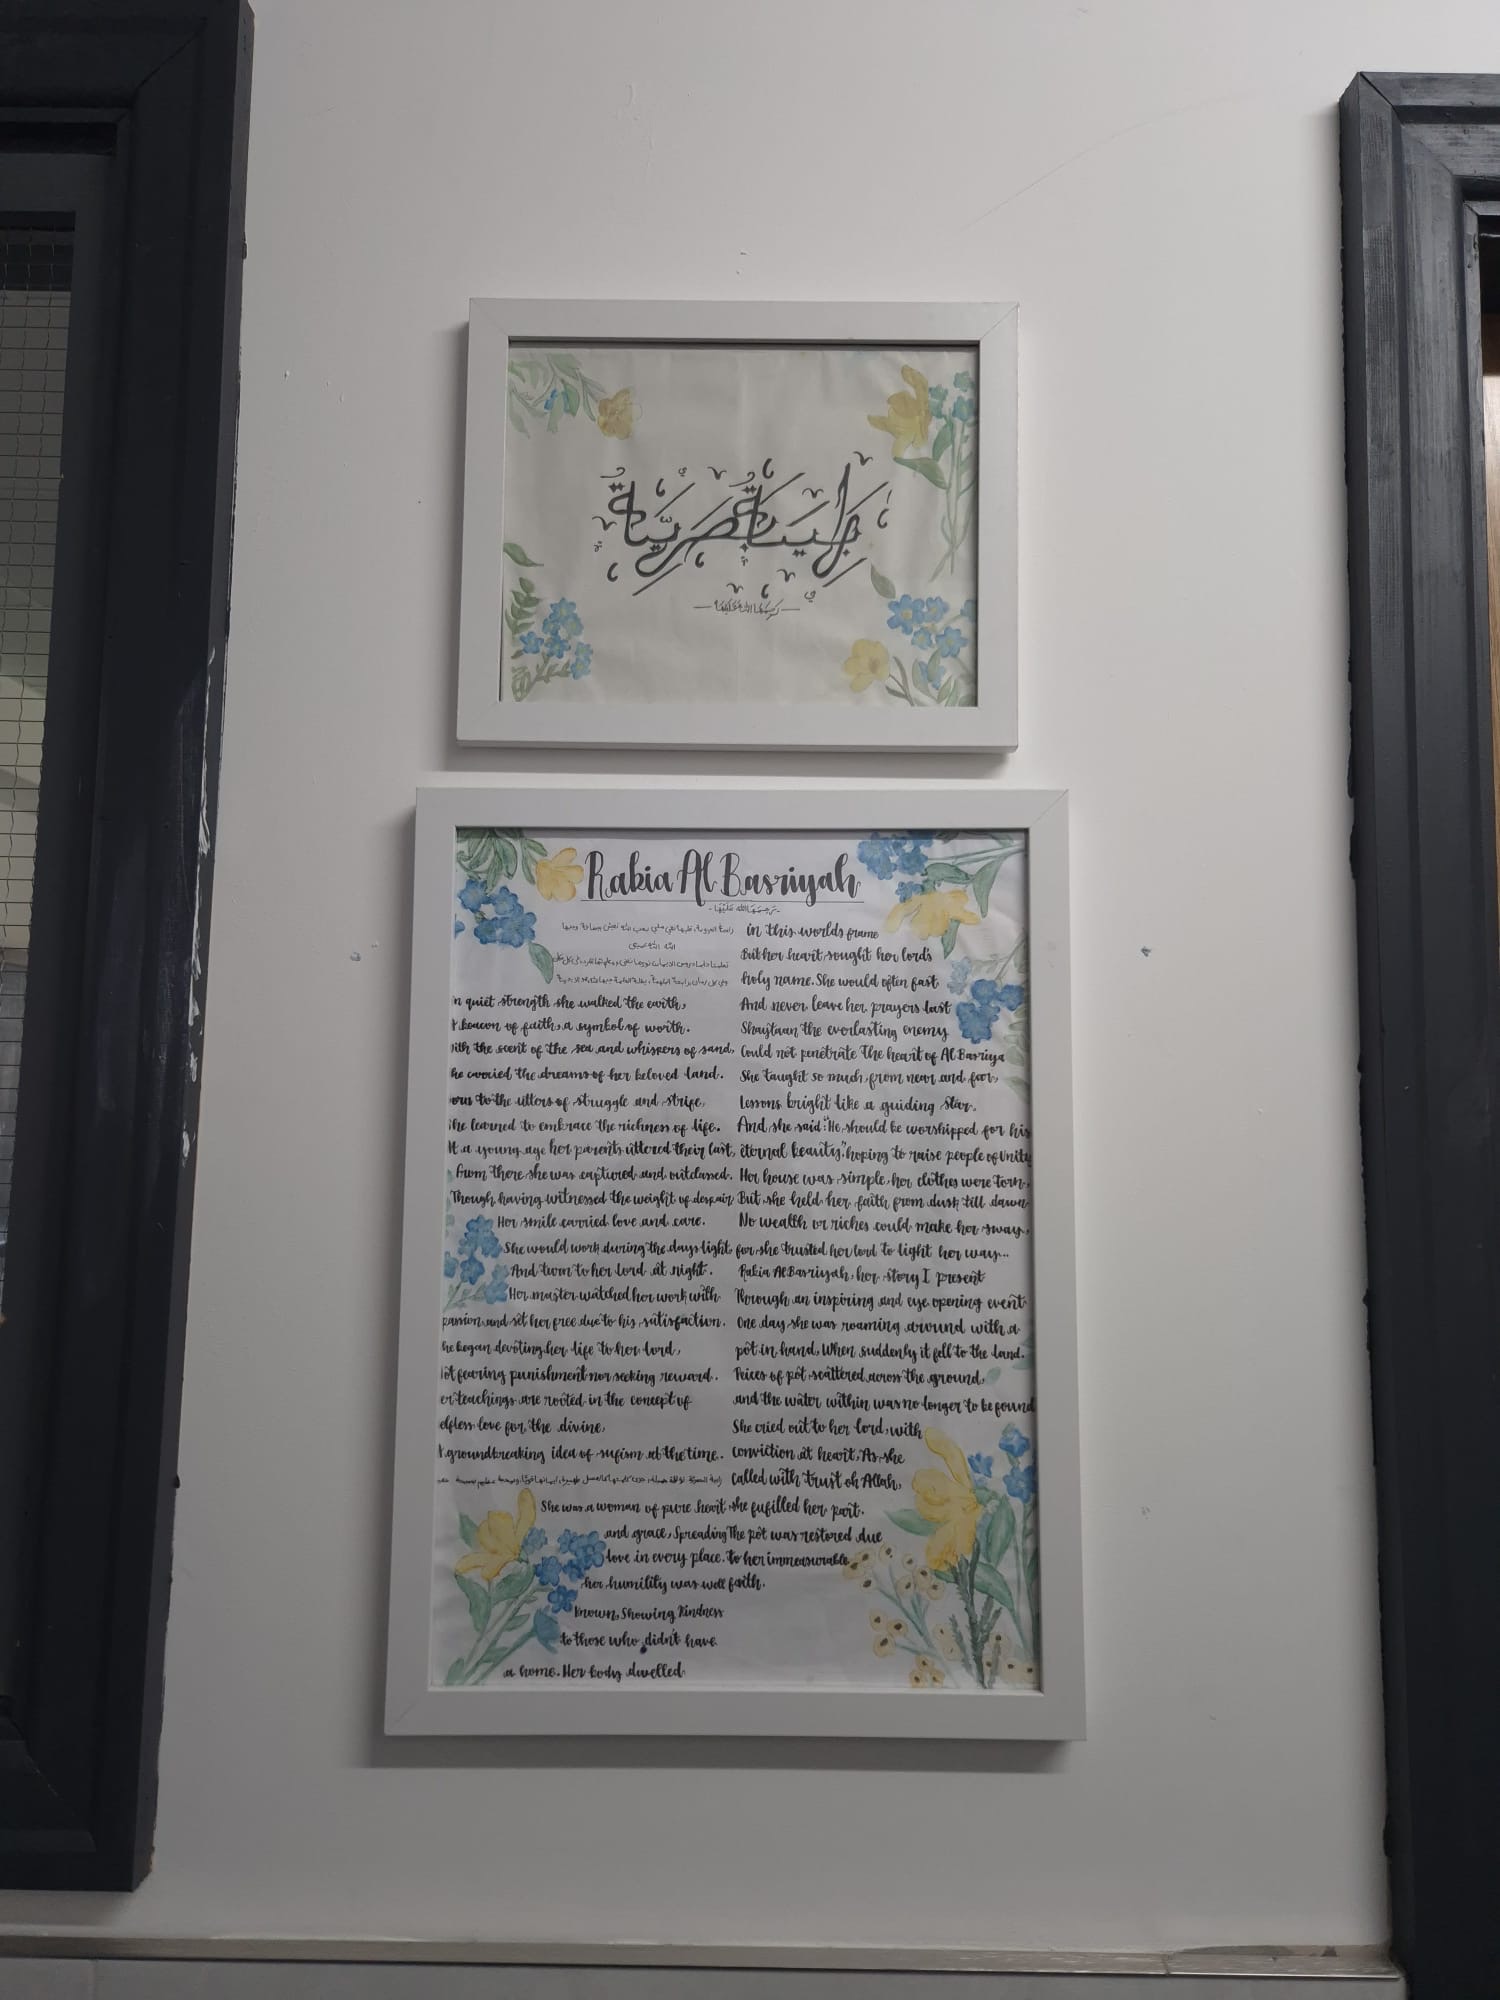 Rabia Al Basriyah
رحمها الله عليها
n quiet strength she walked the earth,
A beacon of faith, a symbol of worth.
ith the scent of the sea and whispers of sand,
he carried the dreams of her beloved land.
orn to the utters of struggle and strife,
he learned to embrace the richness of life.
At a young age her parents uttered their last,
from there she was captured and outclassed.
Though having witnessed the weight of despair
Her smile carried love and care.
She would work during the days light
And turn to her lord at night.
Her master watched her work with
passion and set her free due to his satisfaction.
he began devoting her life to her lord,
Not fearing punishment nor seeking reward.
er teachings are rooted in the concept of
elfless love for the divine,
A groundbreaking idea of sufism at the time.
She was a woman of pure heart
and grace, Spreading
love in every place.
her humility was well
known, Showing Kindness
to those who didn't have
a home. Her body dwelled
in this worlds frame
But her heart sought her lord's
holy name. She would often fast
And never leave her prayers last
Shaytaan the everlasting enemy
Could not penetrate The heart of Al Basriya
She taught so much, from near and far,
Lessons bright like a guiding star.
And she said: "He should be worshipped for his
eternal beauty", hoping to raise people of unity
Her house was simple, her clothes were torn,
But she held her faith from dusk till dawn
No wealth or riches could make her sway,
for she trusted her lord to light her way...
Rabia Al Basriyah, her story I present
Through an inspiring and eye opening event
One day she was roaming around with a
pot in hand, When suddenly it fell to the land.
Peices of pot scattered across the ground,
and the water within was no longer to be found
She cried out to her lord, with
conviction at heart, As she
called with trust oh Allah,
she fufilled her part.
The pot was restored due
to her immeasurable
faith.